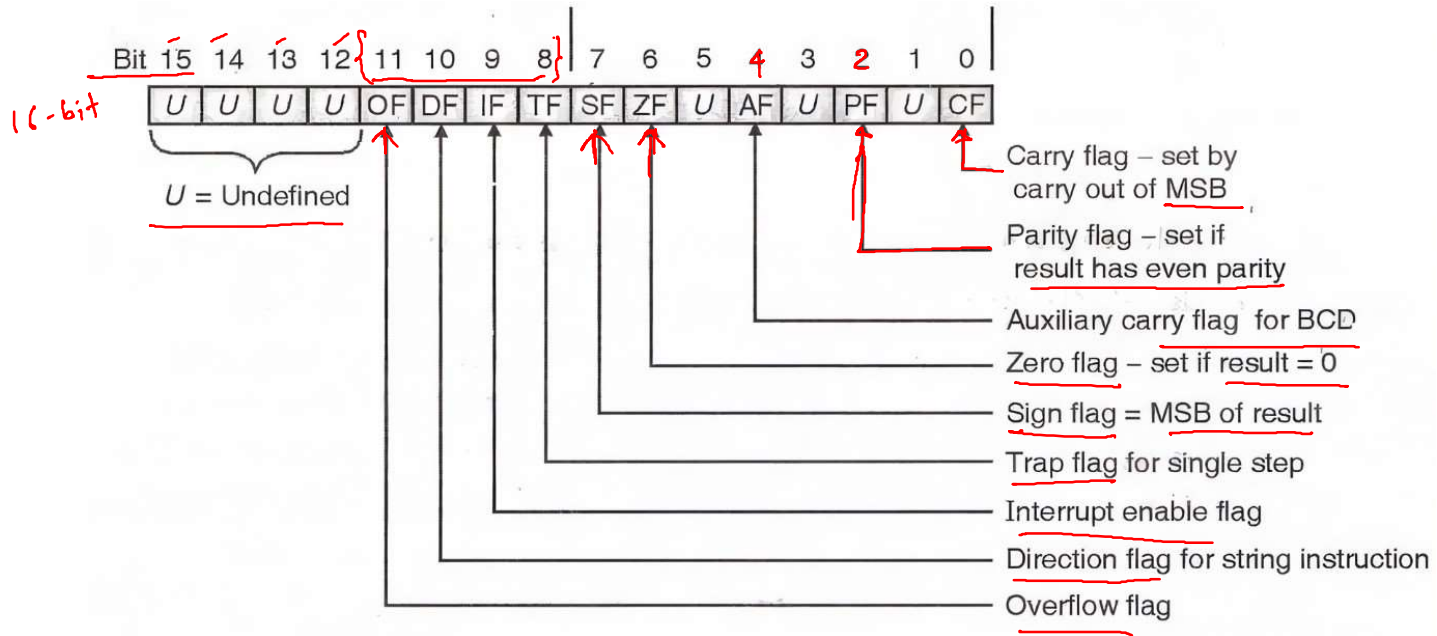 Bit 15 14 13 12 { 11 10 9 8 } 7 6 5 4 3 2 1 0
16-bit
U U U U OF DF IF TF SF ZF U AF U PF U CF
U = Undefined
Carry flag – set by
carry out of MSB
Parity flag – set if
result has even parity
Auxiliary carry flag for BCD
Zero flag – set if result = 0
Sign flag = MSB of result
Trap flag for single step
Interrupt enable flag
Direction flag for string instruction
Overflow flag